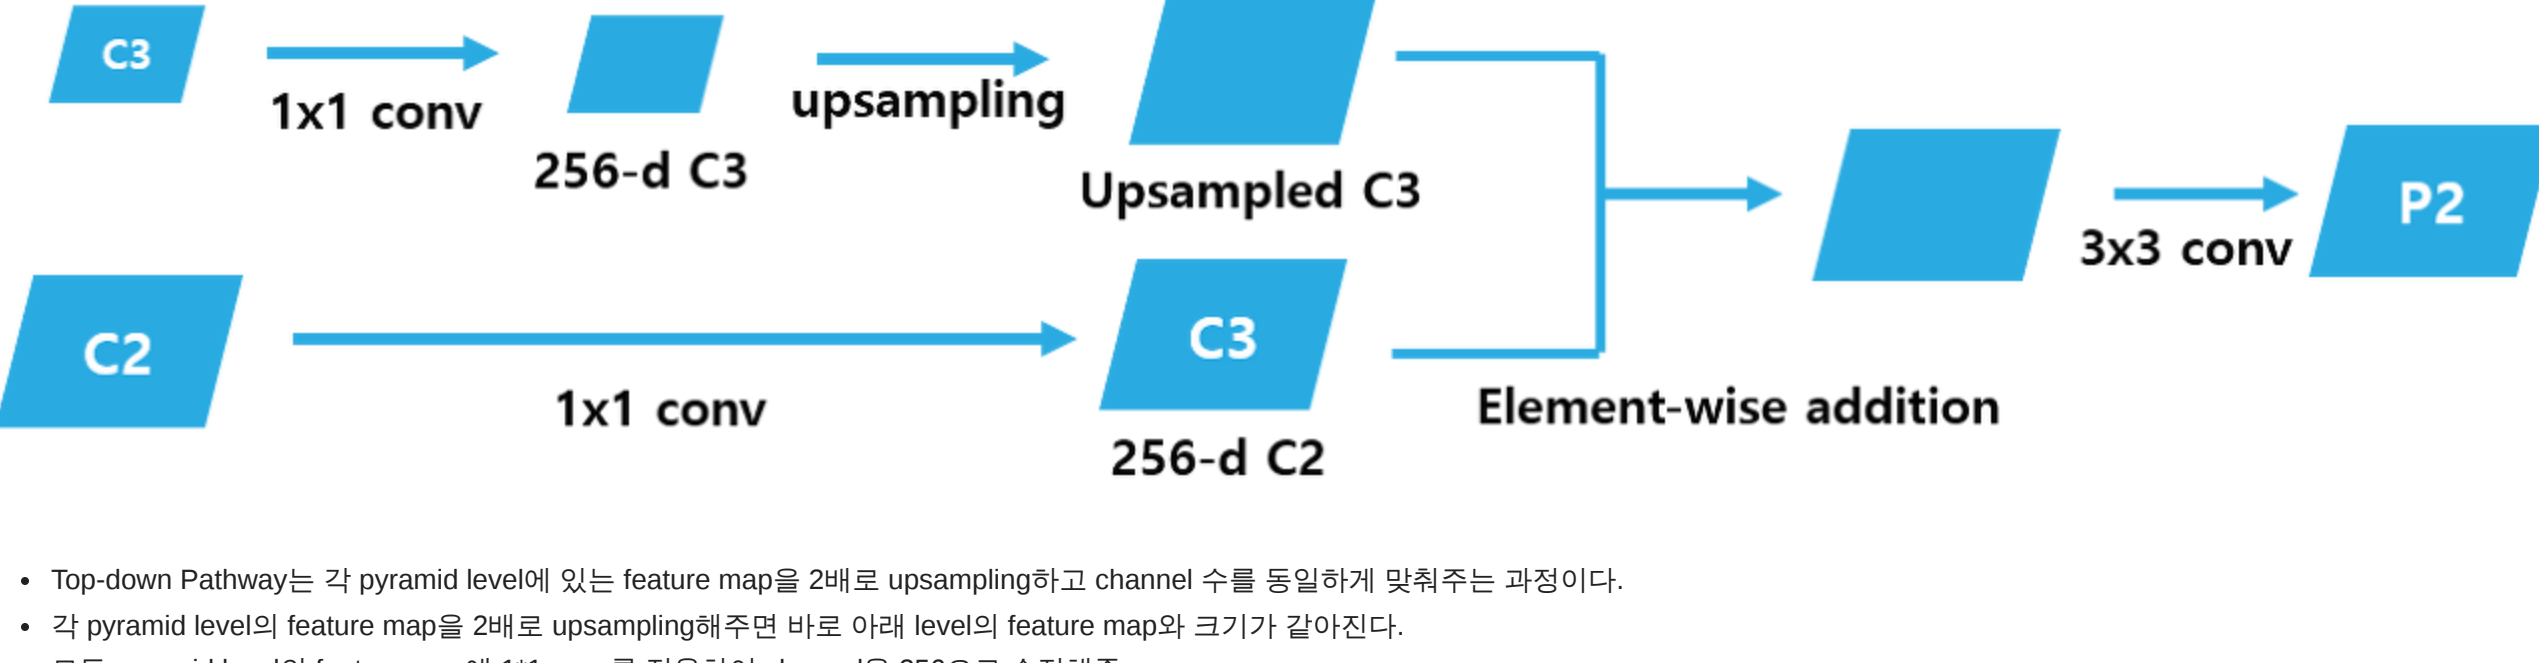 C3
1x1 conv
256-d C3
upsampling
Upsampled C3
C2
1x1 conv
C3
256-d C2
Element-wise addition
3x3 conv
P2
• Top-down Pathway는 각 pyramid level에 있는 feature map을 2배로 upsampling하고 channel 수를 동일하게 맞춰주는 과정이다.
• 각 pyramid level의 feature map을 2배로 upsampling해주면 바로 아래 level의 feature map와 크기가 같아진다.